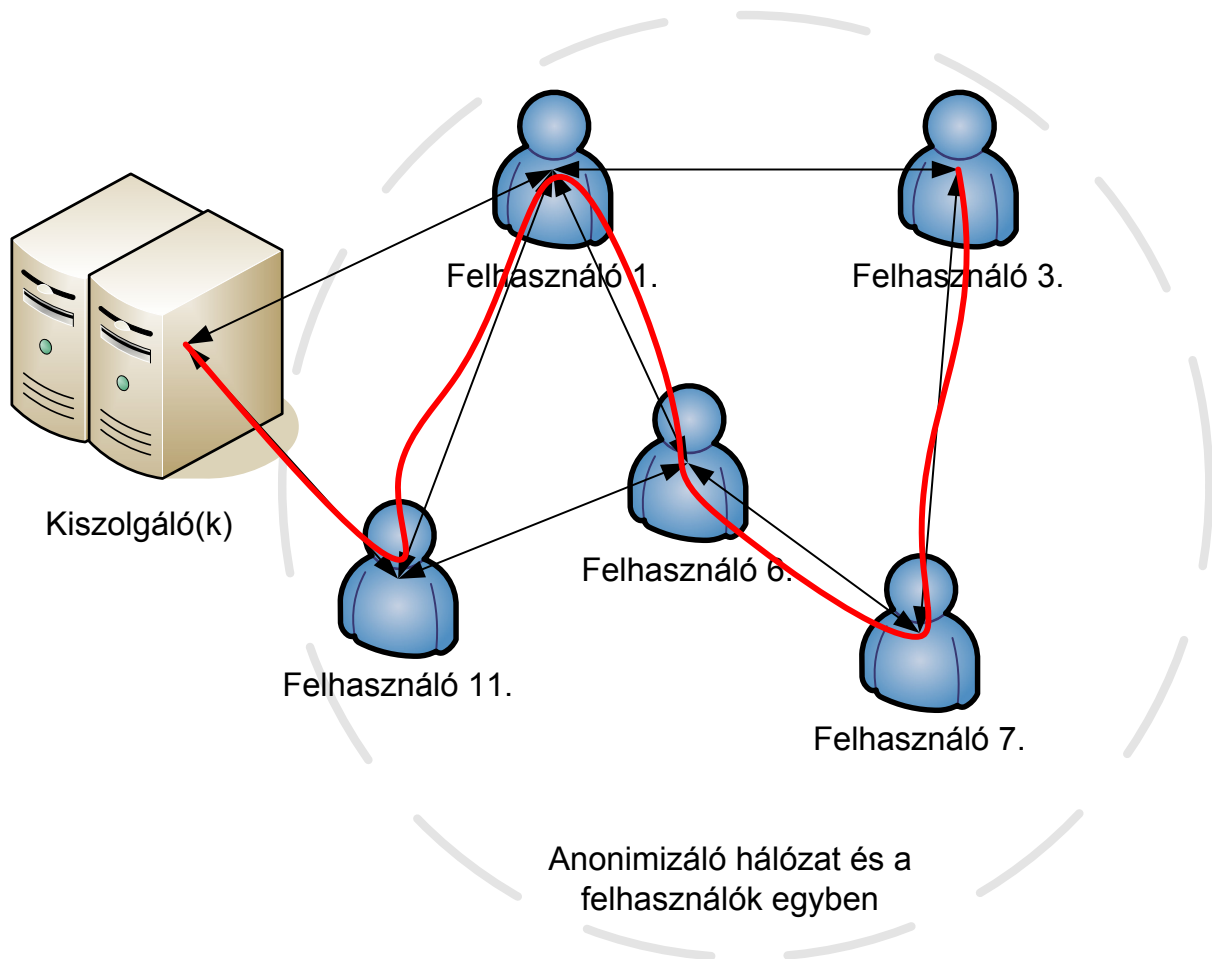 Felhasználó 1.
Felhasználó 3.
Kiszolgáló(k)
Felhasználó 6.
Felhasználó 11.
Felhasználó 7.
Anonimizáló hálózat és a
felhasználók egyben